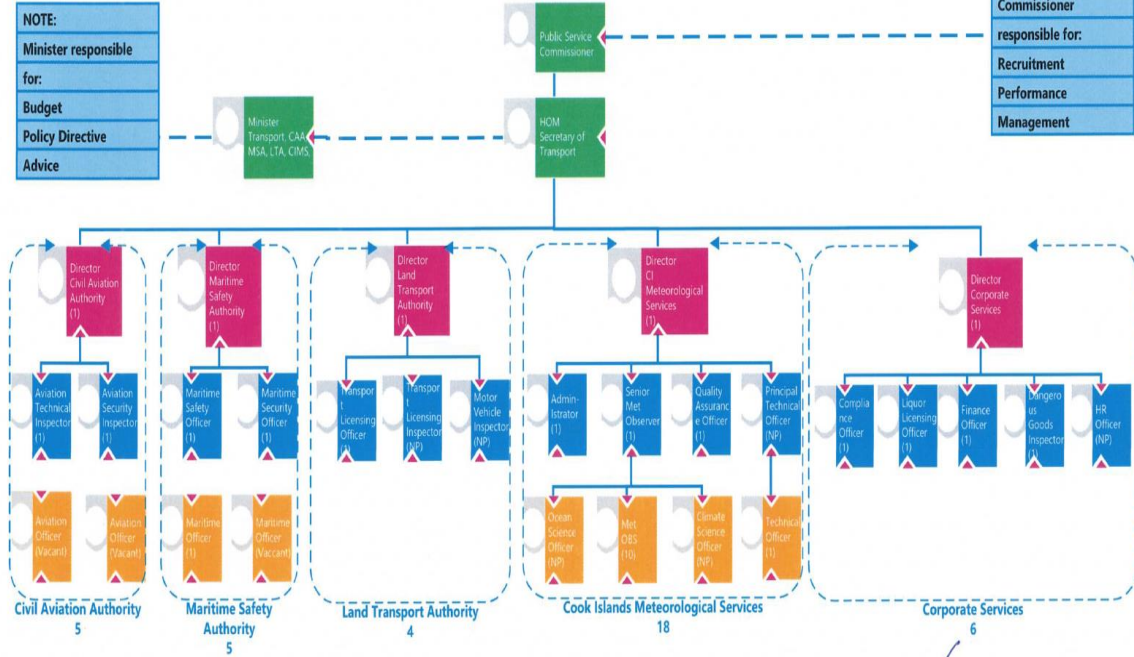 NOTE:
Minister responsible
for:
Budget
Policy Directive
Advice
Minister
Transport, CAA
MSA, LTA, CIMS,
Public Service
Commissioner
HOM
Secretary of
Transport
Commissioner
responsible for:
Recruitment
Performance
Management
Director
Civil Aviation
Authority
(1)
Director
Maritime
Safety
Authority
(1)
Director
Land
Transport
Authority
(1)
Director
CI
Meteorological
Services
(1)
Director
Corporate
Services
(1)
Aviation
Technical
Inspector
(1)
Aviation
Security
Inspector
(1)
Maritime
Safety
Officer
(1)
Maritime
Security
Officer
(1)
Transpor
t
Licensing
Officer
(1)
Transpor
t
Licensing
Inspector
(NP)
Motor
Vehicle
Inspector
(NP)
Admin-
istrator
(1)
Senior
Met
Observer
(1)
Quality
Assuranc
e Officer
(1)
Principal
Technical
Officer
(NP)
Complia
nce
Officer
(1)
Liquor
Licensing
Officer
(1)
Finance
Officer
(1)
Dangero
us
Goods
Inspector
(1)
HR
Officer
(NP)
Aviation
Officer
(Vacant)
Aviation
Officer
(Vacant)
Maritime
Officer
(1)
Maritime
Officer
(Vaccant)
Ocean
Science
Officer
(NP)
Met
OBS
(10)
Climate
Science
Officer
(NP)
Technical
Officer
(1)
Civil Aviation Authority
5
Maritime Safety
Authority
5
Land Transport Authority
4
Cook Islands Meteorological Services
18
Corporate Services
6